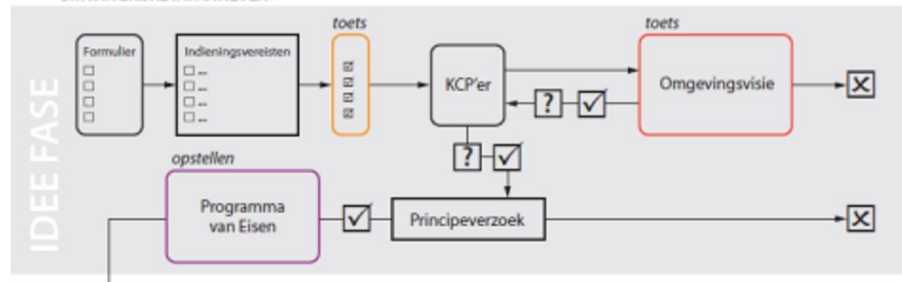 toets
toets
Formulier
Indieningsvereisten
...
...
...
...
KCP'er
Omgevingsvisie
?
?
opstellen
Programma
van Eisen
Principeverzoek
IDEE FASE